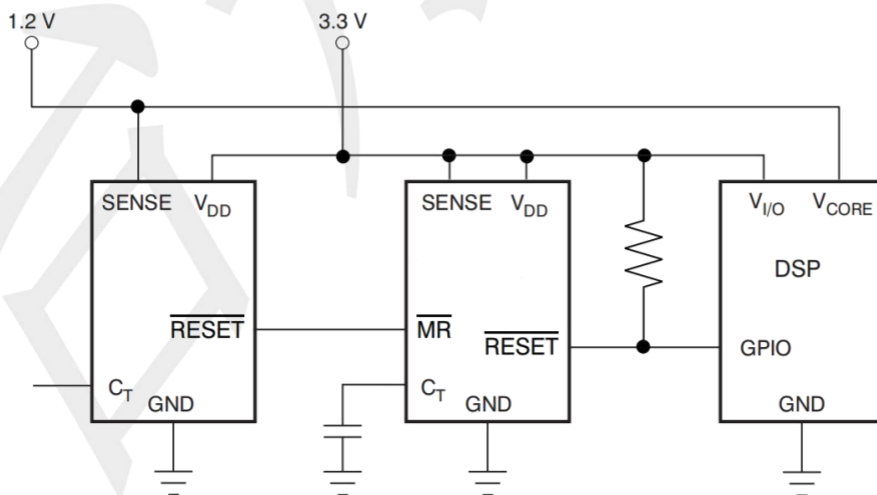 1.2 V
3.3 V
SENSE VDD
SENSE VDD
VI/O VCORE
DSP
RESET
MR
RESET
GPIO
CT
GND
CT
GND
GND